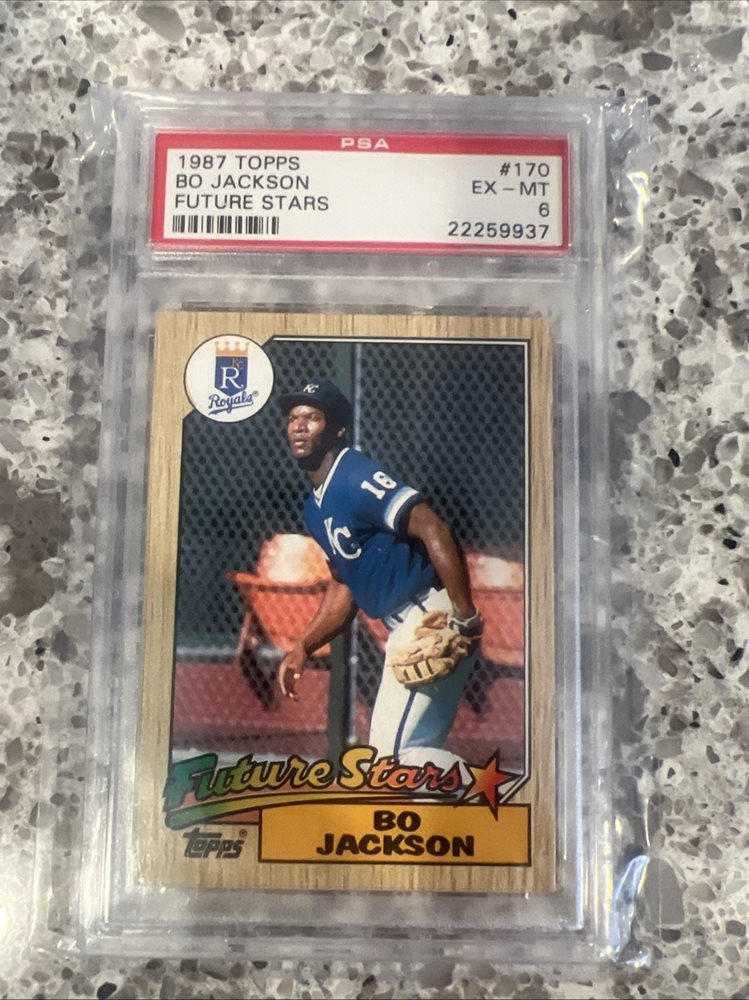 PSA
1987 TOPPS #170
BO JACKSON EX - MT
FUTURE STARS 6
22259937
KC
R
Royals®
KC
18
KC
Future Stars
BO
JACKSON
TOPPS®